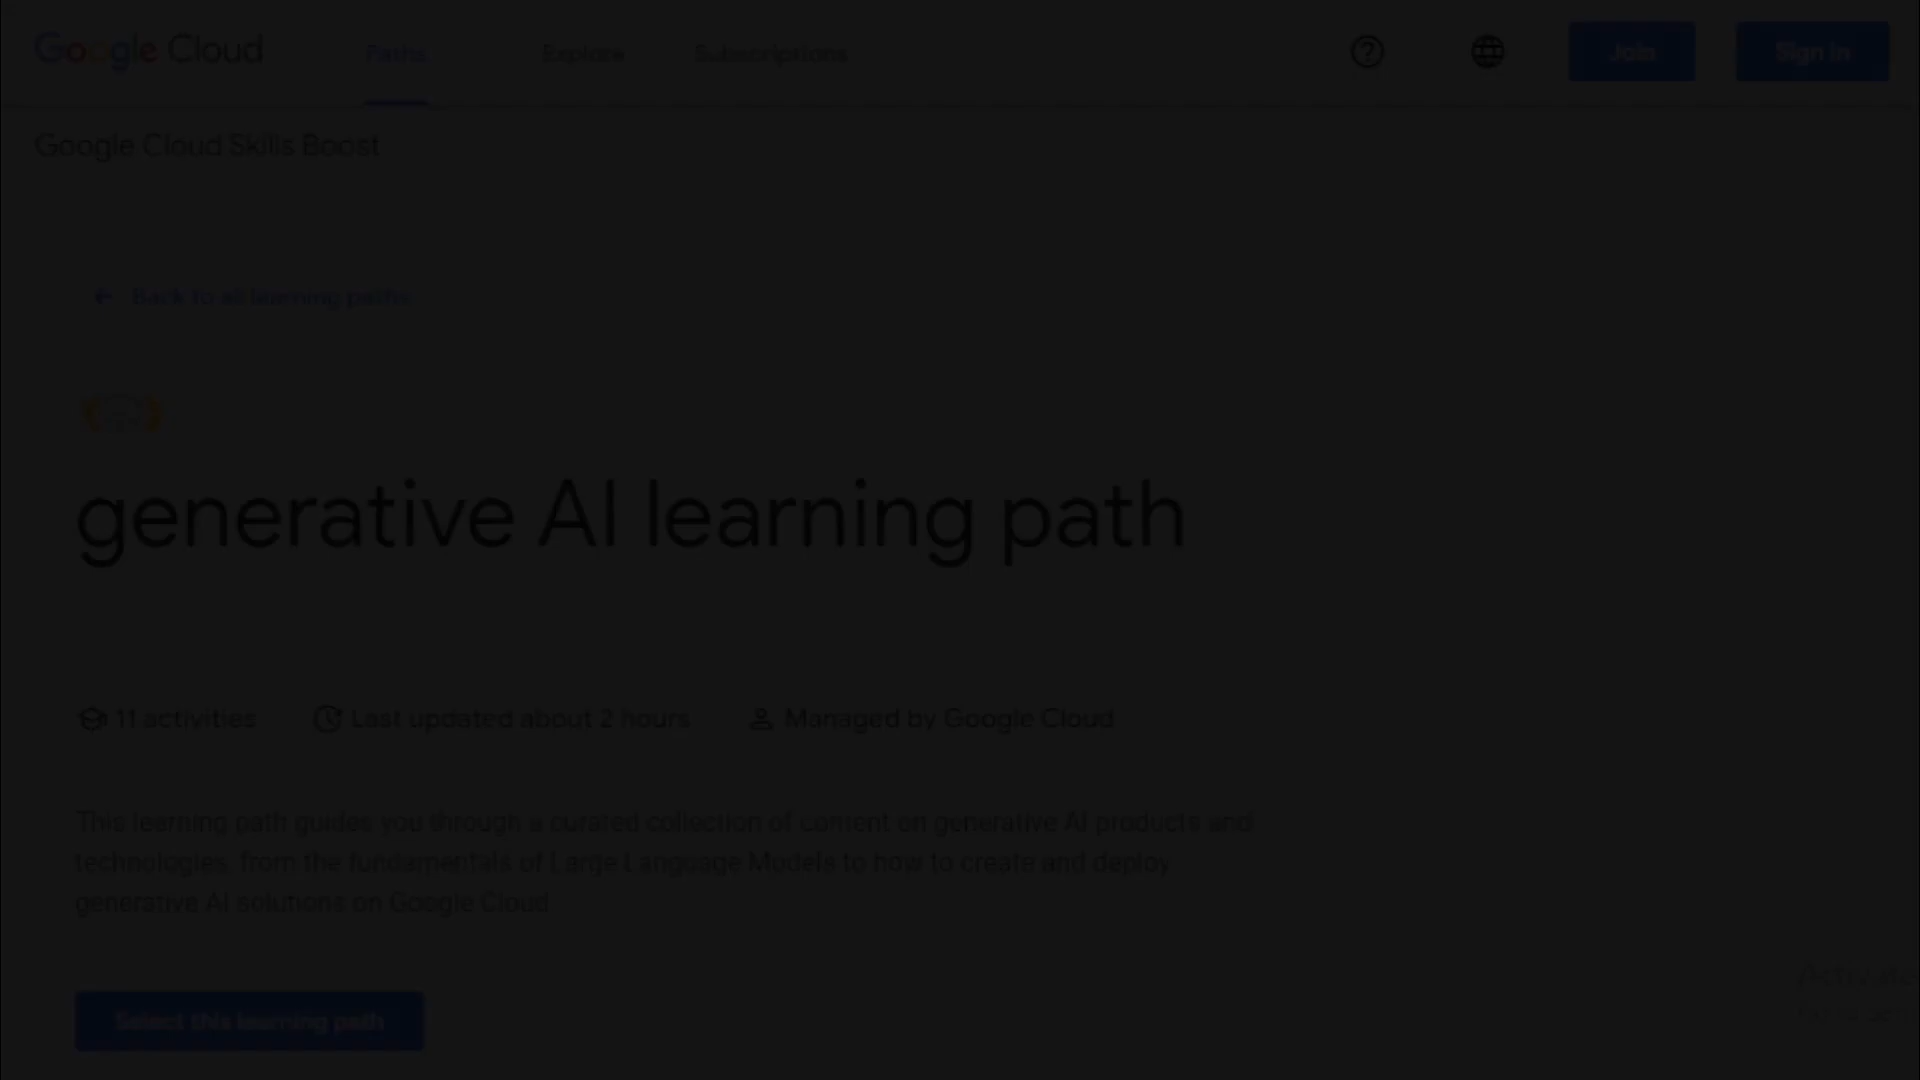 Google Cloud Paths Explore Subscriptions Join Sign in
Google Cloud Skills Boost
Back to all learning paths
generative AI learning path
11 activities Last updated about 2 hours Managed by Google Cloud
This learning path guides you through a curated collection of content on generative AI products and
technologies, from the fundamentals of Large Language Models to how to create and deploy
generative AI solutions on Google Cloud
Activate
Select this learning path